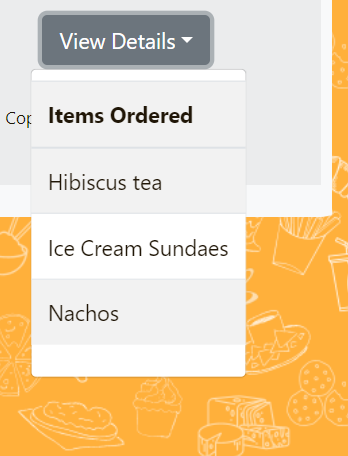 View Details
Cop
Items Ordered
Hibiscus tea
Ice Cream Sundaes
Nachos